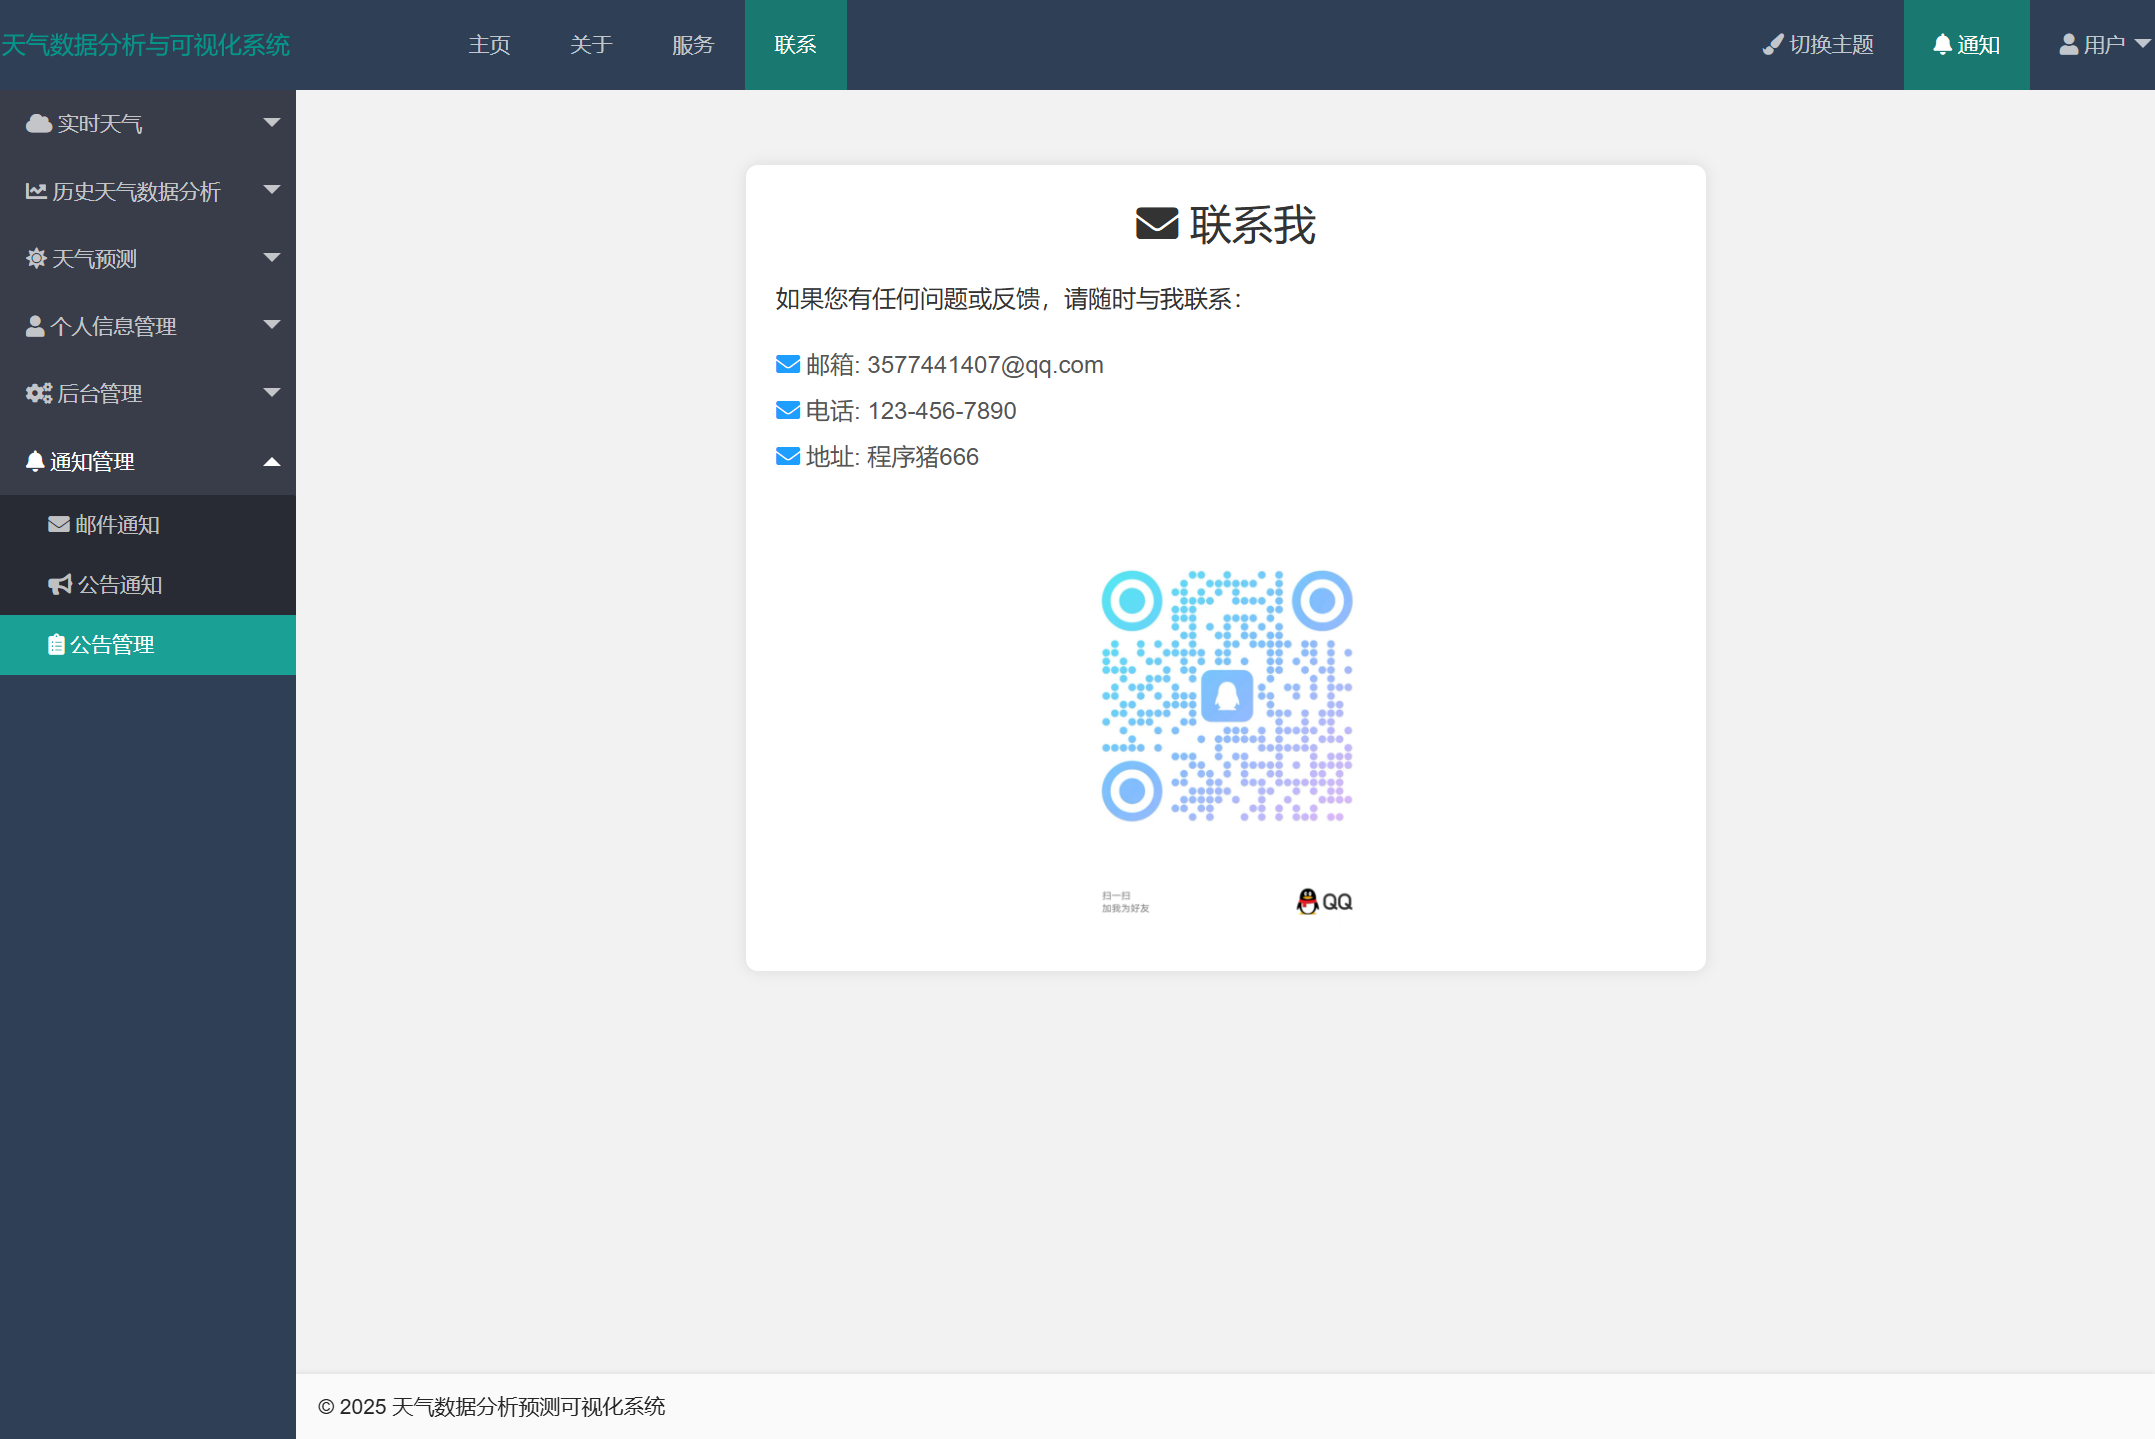 天气数据分析与可视化系统
主页 关于 服务 联系
切换主题 通知 用户
实时天气
历史天气数据分析
天气预测
个人信息管理
后台管理
通知管理
邮件通知
公告通知
公告管理
联系我
如果您有任何问题或反馈，请随时与我联系：
邮箱: 3577441407@qq.com
电话: 123-456-7890
地址: 程序猪666
扫一扫
加我为好友
QQ
© 2025 天气数据分析预测可视化系统